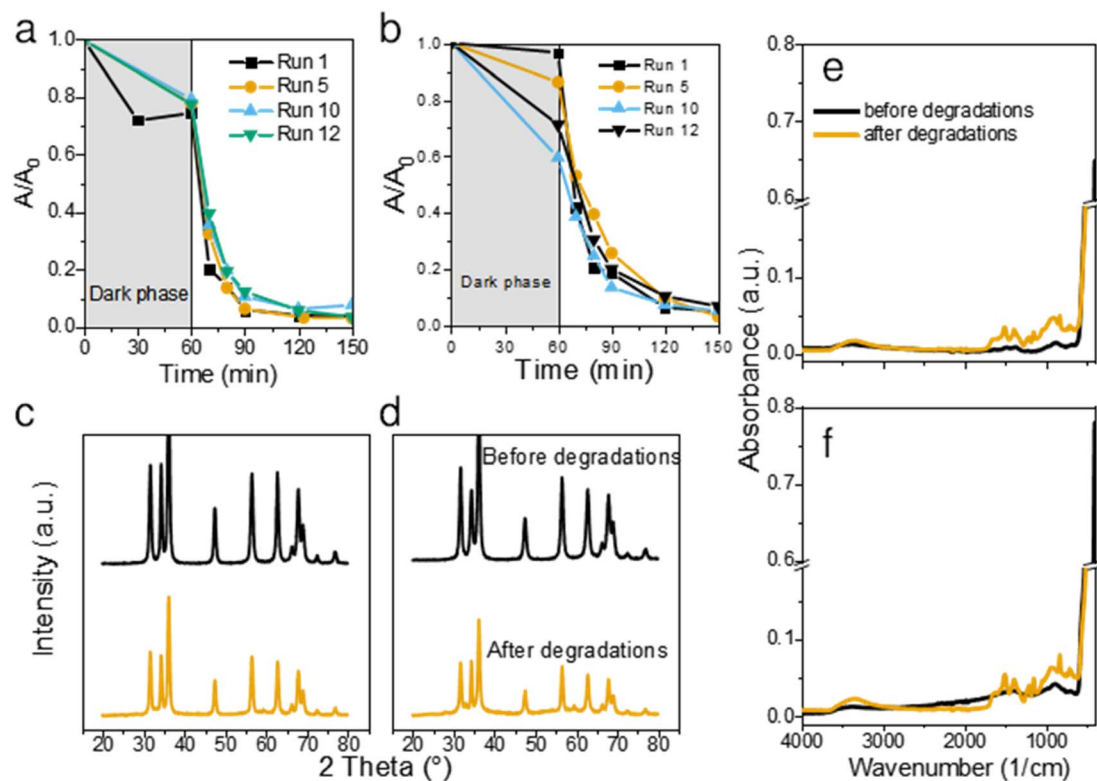 a
1.0
0.8
0.6
0.4
0.2
0.0
A/A0
Run 1
Run 5
Run 10
Run 12
Dark phase
0 30 60 90 120 150
Time (min)
b
1.0
0.8
0.6
0.4
0.2
0.0
A/A0
Run 1
Run 5
Run 10
Run 12
Dark phase
0 30 60 90 120 150
Time (min)
c
Intensity (a.u.)
20 30 40 50 60 70 80
d
Before degradations
After degradations
20 30 40 50 60 70 80
2 Theta (°)
e
before degradations
after degradations
0.8
0.7
0.6
0.1
0.0
Absorbance (a.u.)
f
0.8
0.7
0.6
0.1
0.0
4000 3000 2000 1000
Wavenumber (1/cm)